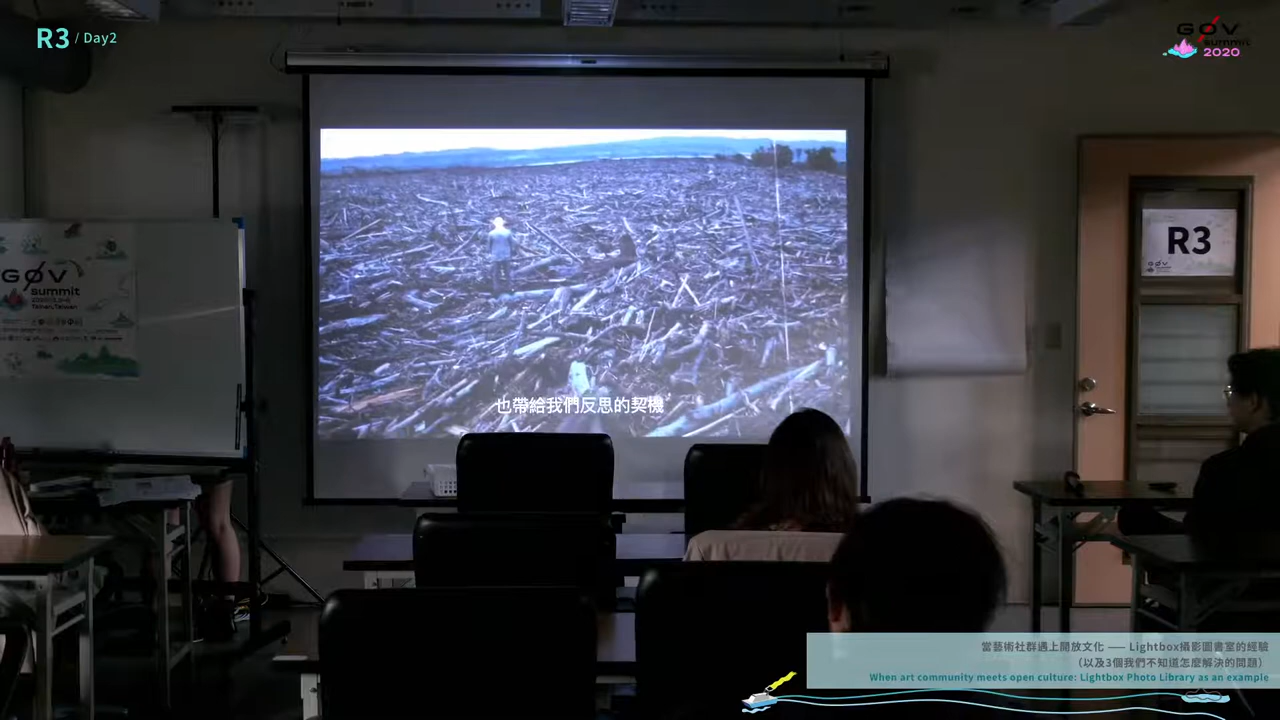 R3 / Day2
GØV
summit
2020
GØV
summit
R3
也帶給我們反思的契機
當藝術社群遇上開放文化 —— Lightbox攝影圖書室的經驗
（以及3個我們不知道怎麼解決的問題）
When art community meets open culture: Lightbox Photo Library as an example